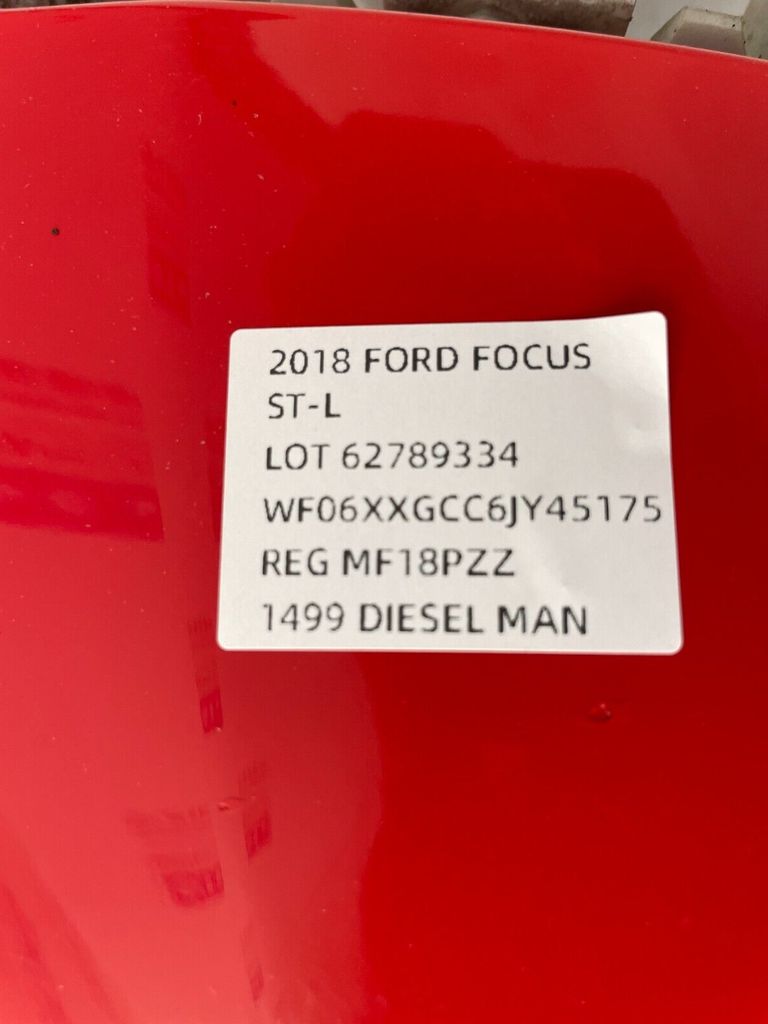 2018 FORD FOCUS
ST-L
LOT 62789334
WF06XXGCC6JY45175
REG MF18PZZ
1499 DIESEL MAN